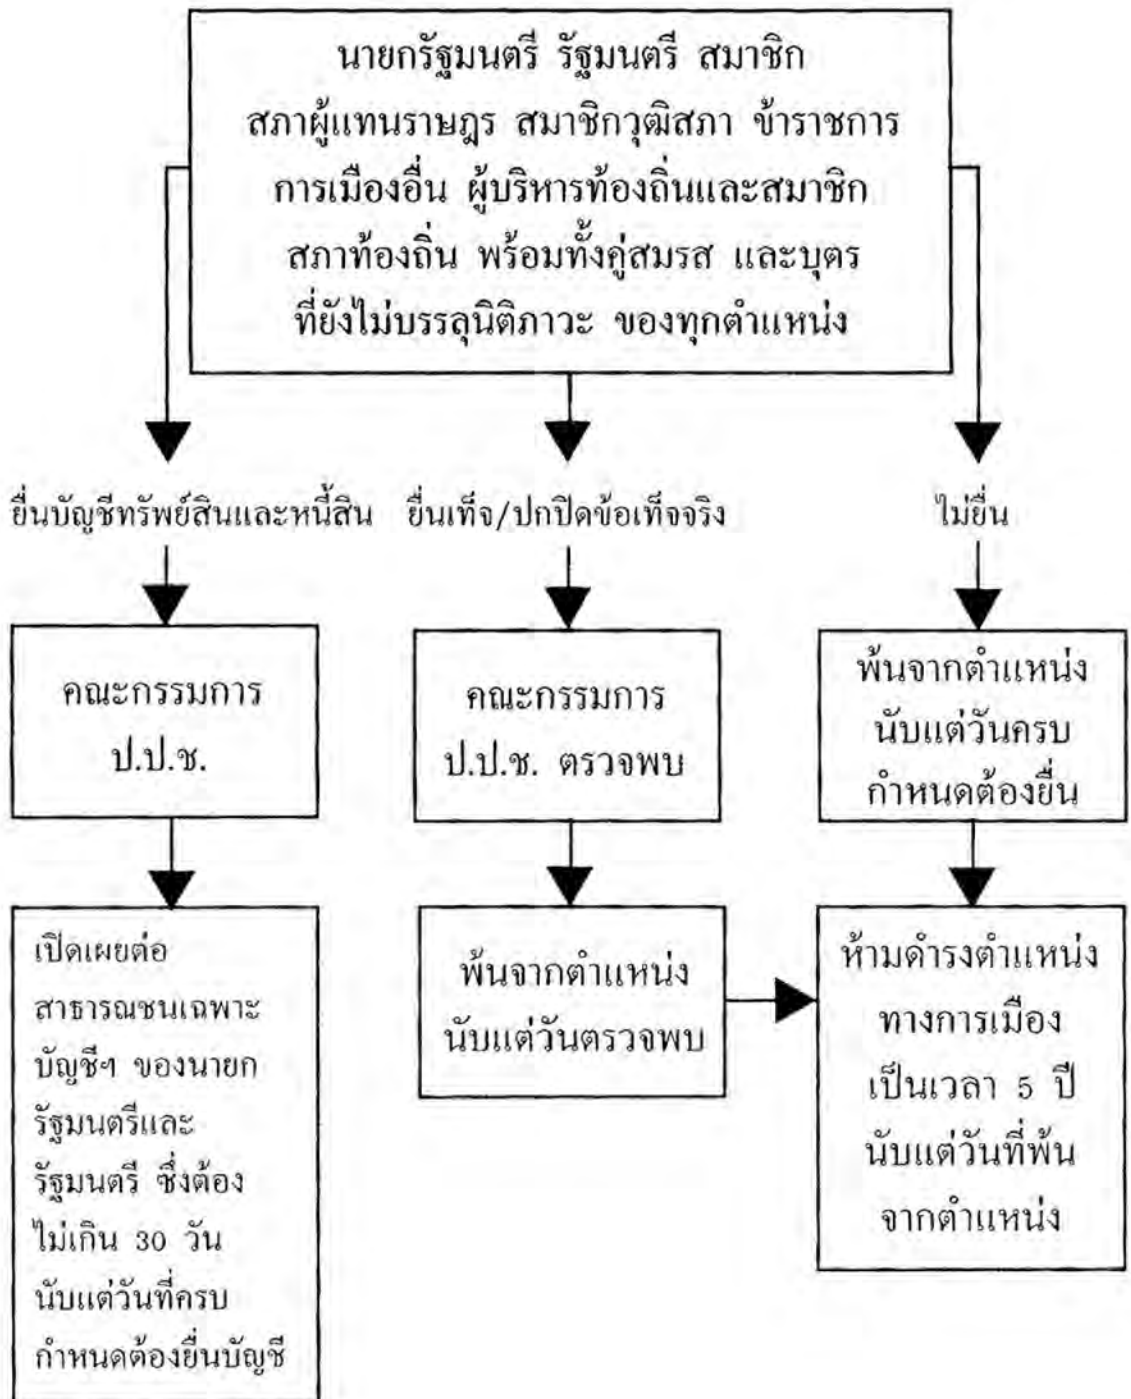 นายกรัฐมนตรี รัฐมนตรี สมาชิก
สภาผู้แทนราษฎร สมาชิกวุฒิสภา ข้าราชการ
การเมืองอื่น ผู้บริหารท้องถิ่นและสมาชิก
สภาท้องถิ่น พร้อมทั้งคู่สมรส และบุตร
ที่ยังไม่บรรลุนิติภาวะ ของทุกตำแหน่ง
ยื่นบัญชีทรัพย์สินและหนี้สิน
คณะกรรมการ
ป.ป.ช.
เปิดเผยต่อ
สาธารณชนเฉพาะ
บัญชีฯ ของนายก
รัฐมนตรีและ
รัฐมนตรี ซึ่งต้อง
ไม่เกิน 30 วัน
นับแต่วันที่ครบ
กำหนดต้องยื่นบัญชี
ยื่นเท็จ/ปกปิดข้อเท็จจริง
คณะกรรมการ
ป.ป.ช. ตรวจพบ
พ้นจากตำแหน่ง
นับแต่วันตรวจพบ
ไม่ยื่น
พ้นจากตำแหน่ง
นับแต่วันครบ
กำหนดต้องยื่น
ห้ามดำรงตำแหน่ง
ทางการเมือง
เป็นเวลา 5 ปี
นับแต่วันที่พ้น
จากตำแหน่ง